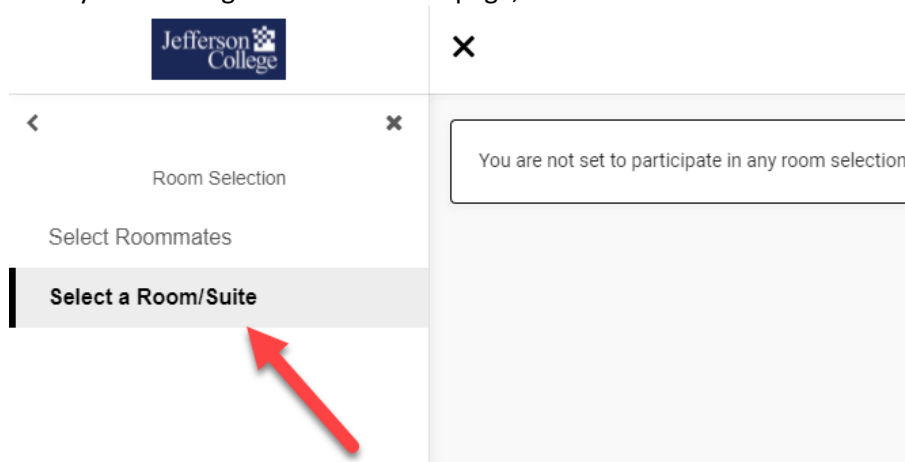 Jefferson
College
Room Selection
Select Roommates
Select a Room/Suite
You are not set to participate in any room selection